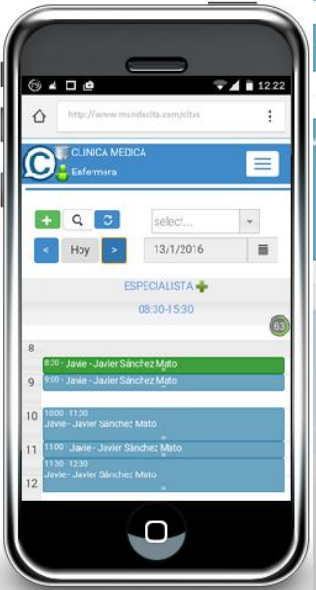 12:22
http://www.mundecita.com/citas
CLINICA MEDICA
Enfermera
select...
Hoy
13/1/2016
ESPECIALISTA
08:30-15:30
63
8
8:30 - Javie - Javier Sánchez Mato
9
9:00 - Javie - Javier Sánchez Mato
10
10:00 11:30
Javie - Javier Sánchez Mato
11
11:00 Javie - Javier Sánchez Mato
11:30 12:30
Javie - Javier Sánchez Mato
12